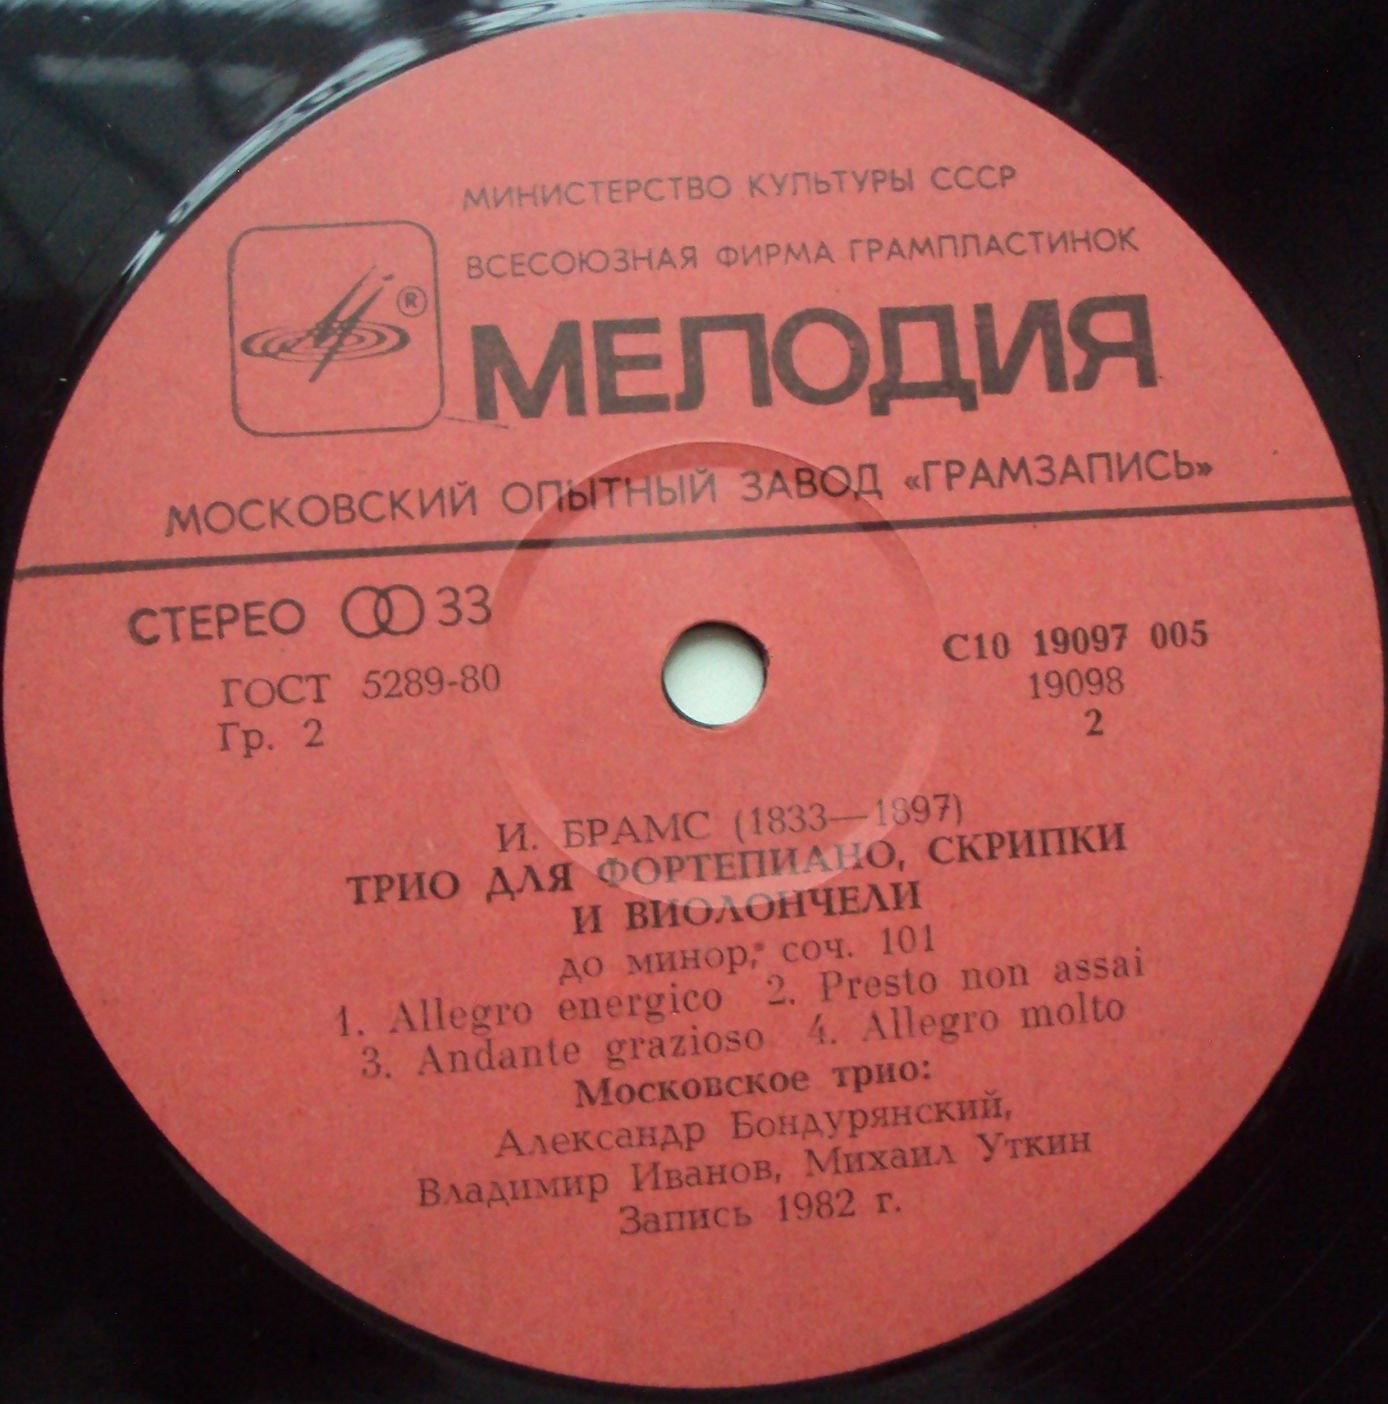 МИНИСТЕРСТВО КУЛЬТУРЫ СССР
ВСЕСОЮЗНАЯ ФИРМА ГРАМПЛАСТИНОК
®
МЕЛОДИЯ
МОСКОВСКИЙ ОПЫТНЫЙ ЗАВОД «ГРАМЗАПИСЬ»
СТЕРЕО 33
ГОСТ 5289-80
Гр. 2
С10 19097 005
19098
2
И. БРАМС (1833—1897)
ТРИО ДЛЯ ФОРТЕПИАНО, СКРИПКИ
И ВИОЛОНЧЕЛИ
до минор, соч. 101
1. Allegro energico 2. Presto non assai
3. Andante grazioso 4. Allegro molto
Московское трио:
Александр Бондурянский,
Владимир Иванов, Михаил Уткин
Запись 1982 г.